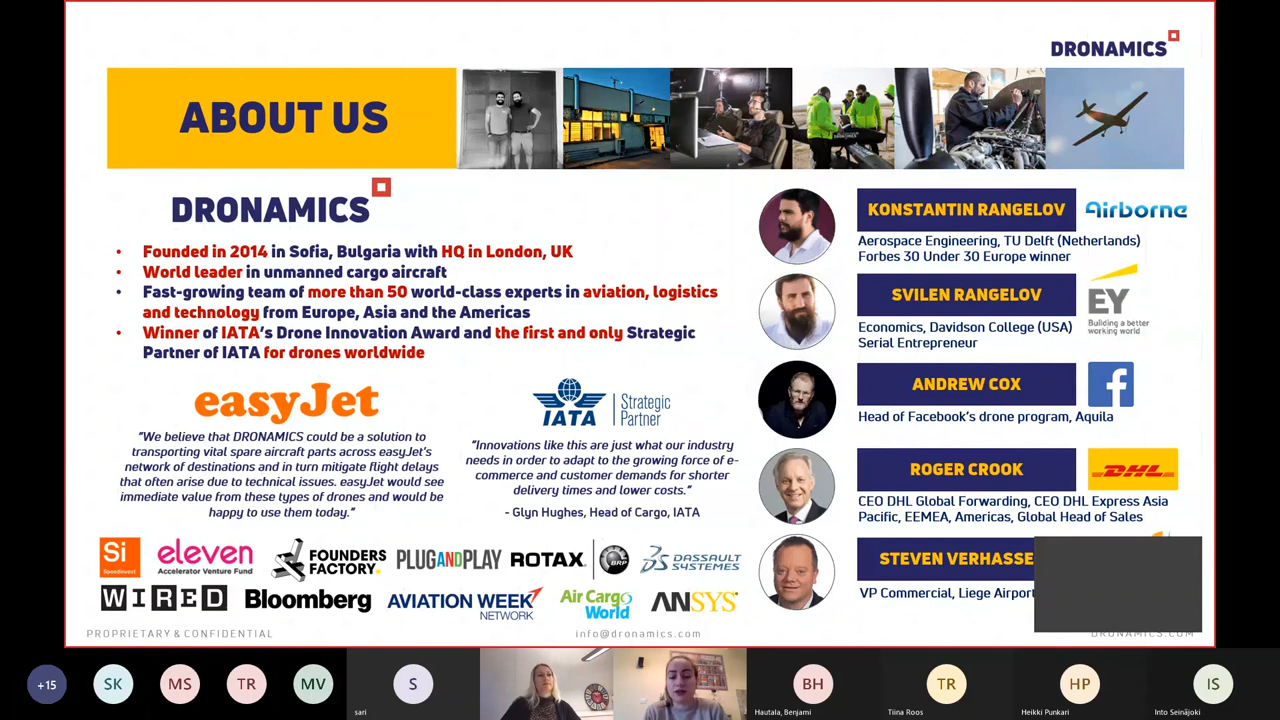 DRONAMICS
ABOUT US
DRONAMICS
• Founded in 2014 in Sofia, Bulgaria with HQ in London, UK
• World leader in unmanned cargo aircraft
• Fast-growing team of more than 50 world-class experts in aviation, logistics
and technology from Europe, Asia and the Americas
• Winner of IATA's Drone Innovation Award and the first and only Strategic
Partner of IATA for drones worldwide
easyJet
"We believe that DRONAMICS could be a solution to
transporting vital spare aircraft parts across easyJet's
network of destinations and in turn mitigate flight delays
that often arise due to technical issues. easyJet would see
immediate value from these types of drones and would be
happy to use them today."
IATA
Strategic
Partner
"Innovations like this are just what our industry
needs in order to adapt to the growing force of e-
commerce and customer demands for shorter
delivery times and lower costs."
- Glyn Hughes, Head of Cargo, IATA
Si
Speedinvest
eleven
Accelerator Venture Fund
FOUNDERS
FACTORY.
PLUGANDPLAY
ROTAX
BRP
DASSAULT
SYSTEMES
WIRED
Bloomberg
AVIATION WEEK
NETWORK
Air Cargo
World
ANSYS
KONSTANTIN RANGELOV
Airborne
Aerospace Engineering, TU Delft (Netherlands)
Forbes 30 Under 30 Europe winner
SVILEN RANGELOV
EY
Building a better
working world
Economics, Davidson College (USA)
Serial Entrepreneur
ANDREW COX
f
Head of Facebook's drone program, Aquila
ROGER CROOK
DHL
CEO DHL Global Forwarding, CEO DHL Express Asia
Pacific, EEMEA, Americas, Global Head of Sales
STEVEN VERHASSE
VP Commercial, Liege Airport
PROPRIETARY & CONFIDENTIAL
info@dronamics.com
DRONAMICS.COM
+15
SK
MS
TR
MV
S
sari
BH
Hautala, Benjami
TR
Tiina Roos
HP
Heikki Punkari
IS
Into Seinäjoki